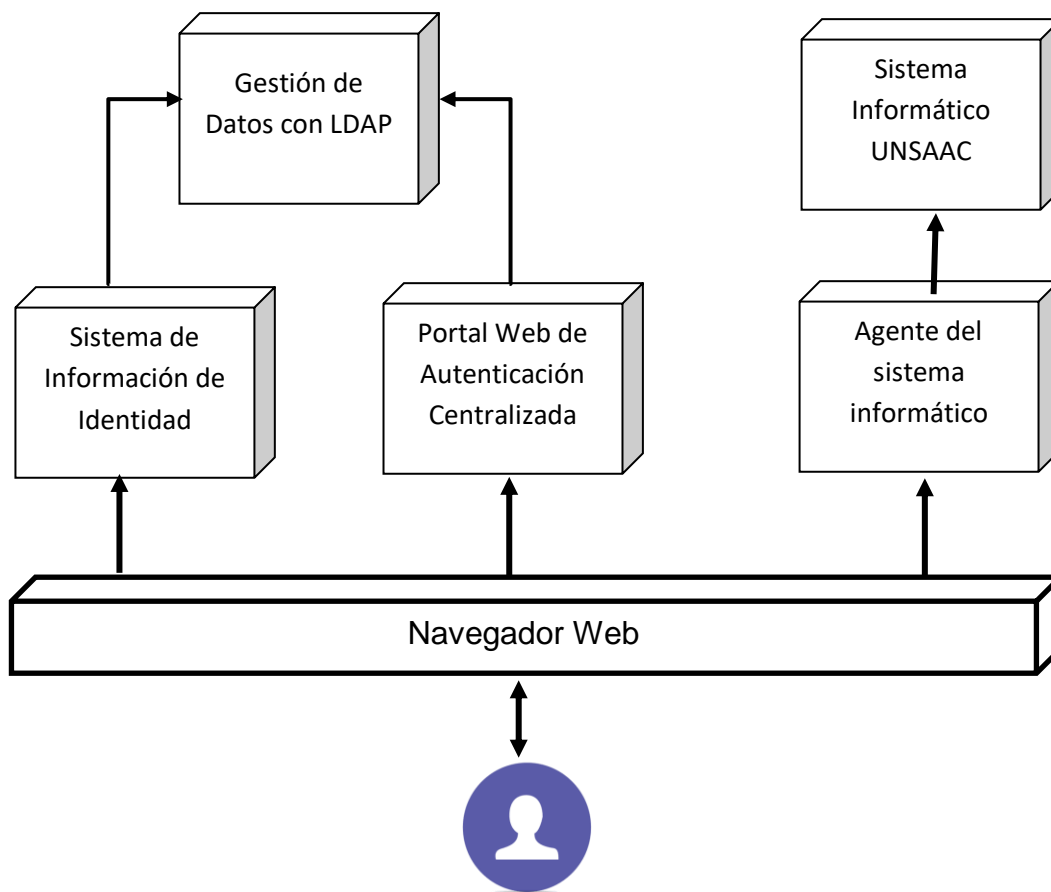 Gestión de
Datos con LDAP
Sistema
Informático
UNSAAC
Sistema de
Información de
Identidad
Portal Web de
Autenticación
Centralizada
Agente del
sistema
informático
Navegador Web